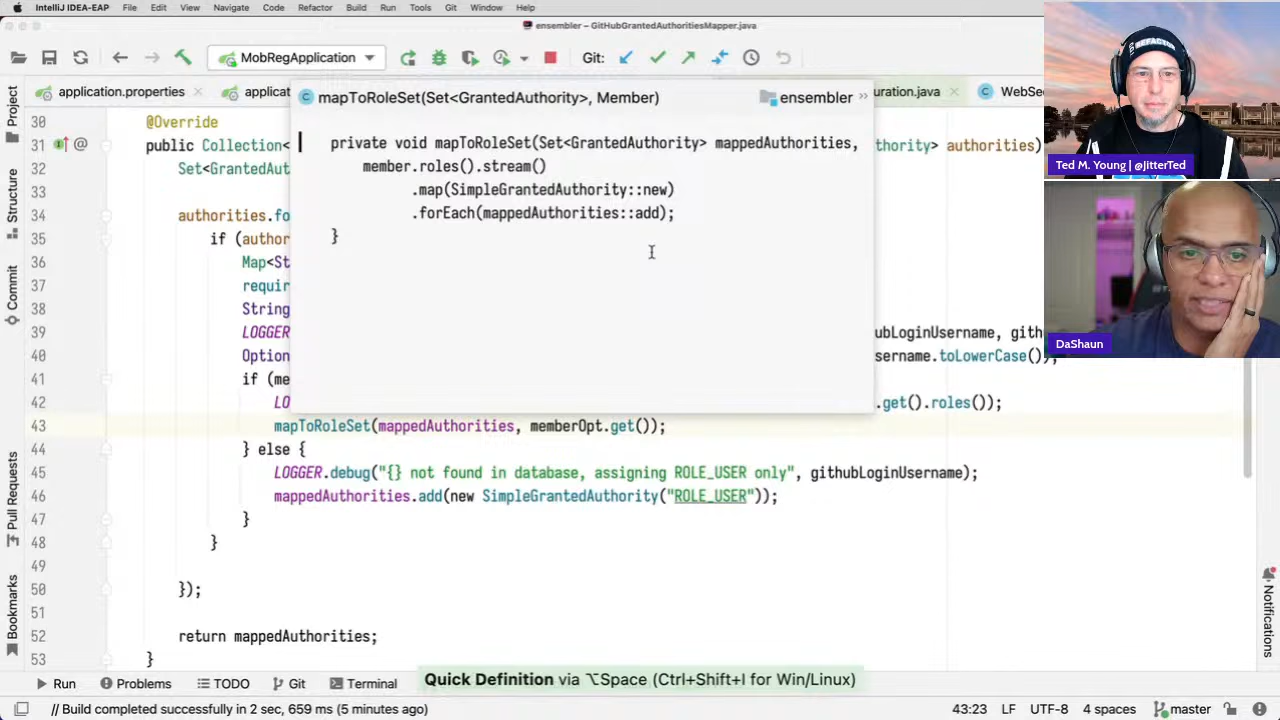 IntelliJ IDEA-EAP File Edit View Navigate Code Refactor Build Run Tools Git Window Help
ensembler – GitHubGrantedAuthoritiesMapper.java
MobRegApplication Git:
application.properties applicat uration.java WebSec
mapToRoleSet(Set<GrantedAuthority>, Member) ensembler
private void mapToRoleSet(Set<GrantedAuthority> mappedAuthorities,
member.roles().stream()
.map(SimpleGrantedAuthority::new)
.forEach(mappedAuthorities::add);
}
30 @Override
31 public Collection< thority> authorities)
32 Set<GrantedAut
33
34 authorities.fo
35 if (author
36 Map<St
37 requir
38 String
39 LOGGER ubLoginUsername, gith
40 Option sername.toLowerCase());
41 if (me
42 LO .get().roles());
43 mapToRoleSet(mappedAuthorities, memberOpt.get());
44 } else {
45 LOGGER.debug("{} not found in database, assigning ROLE_USER only", githubLoginUsername);
46 mappedAuthorities.add(new SimpleGrantedAuthority("ROLE_USER"));
47 }
48 }
49
50 });
51
52 return mappedAuthorities;
53 }
Project
Structure
Commit
Pull Requests
Bookmarks
Notifications
REFACTOR
Ted M. Young | @JitterTed
DaShaun
Quick Definition via ⌥Space (Ctrl+Shift+I for Win/Linux)
Run Problems TODO Git Terminal
// Build completed successfully in 2 sec, 659 ms (5 minutes ago) 43:23 LF UTF-8 4 spaces master